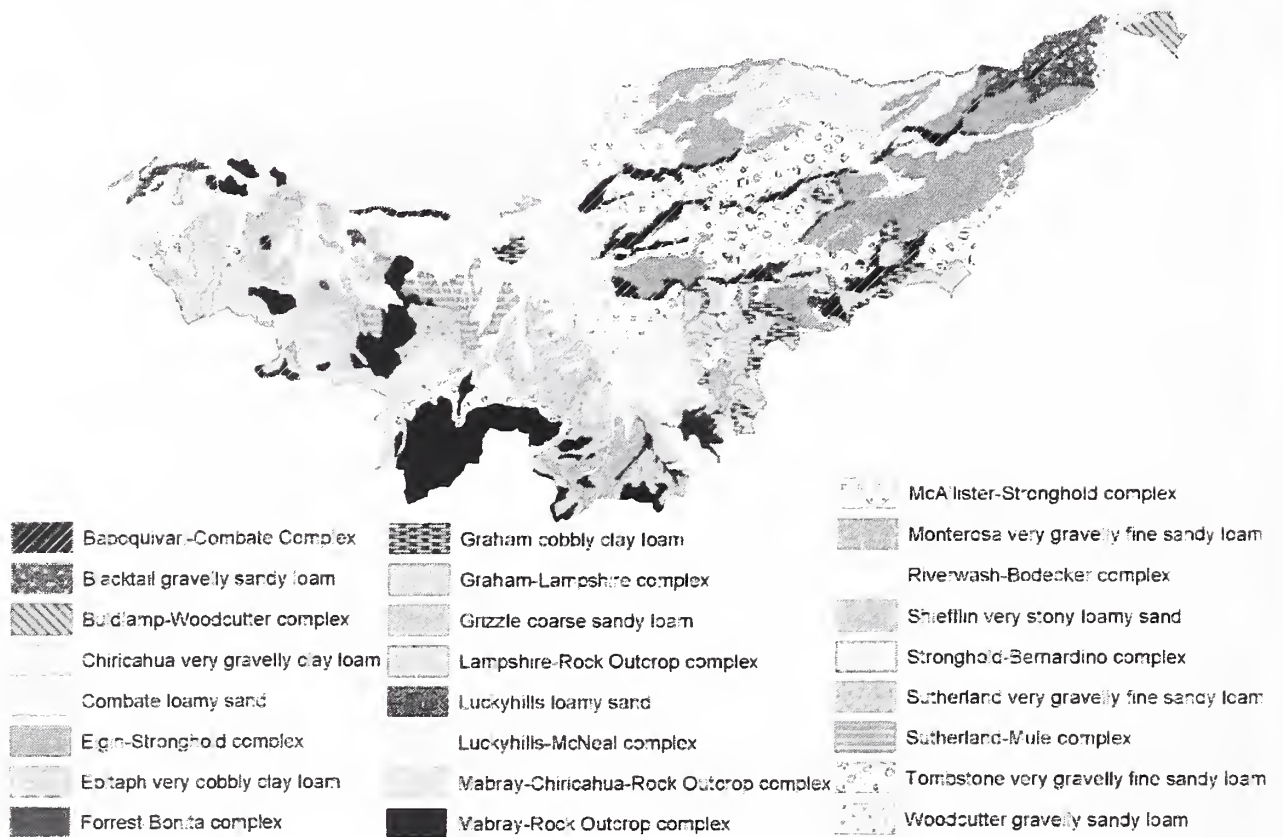 Baboquivari-Combate Complex
Blacktail gravelly sandy loam
Budlamp-Woodcutter complex
Chiricahua very gravelly clay loam
Combate loamy sand
Elgin-Stronghold complex
Epitaph very cobbly clay loam
Forrest-Bonita complex
Graham cobbly clay loam
Graham-Lampshire complex
Grizzle coarse sandy loam
Lampshire-Rock Outcrop complex
Luckyhills loamy sand
Luckyhills-McNeal complex
Mabray-Chiricahua-Rock Outcrop complex
Mabray-Rock Outcrop complex
McAllister-Stronghold complex
Monterosa very gravelly fine sandy loam
Riverwash-Bodecker complex
Shiefflin very stony loamy sand
Stronghold-Bernardino complex
Sutherland very gravelly fine sandy loam
Sutherland-Mule complex
Tombstone very gravelly fine sandy loam
Woodcutter gravelly sandy loam